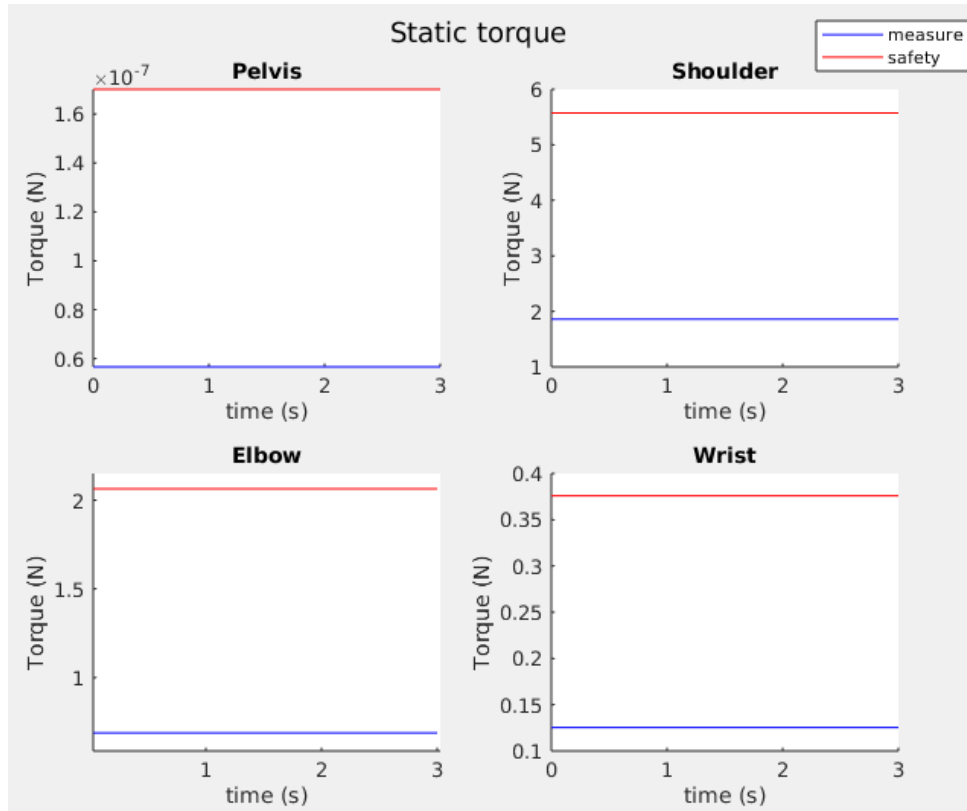 Static torque
measure
safety
Pelvis
×10⁻⁷
1.6
1.4
1.2
1
0.8
0.6
Torque (N)
0 1 2 3
time (s)
Shoulder
6
5
4
3
2
1
Torque (N)
0 1 2 3
time (s)
Elbow
2
1.5
1
Torque (N)
1 2 3
time (s)
Wrist
0.4
0.35
0.3
0.25
0.2
0.15
0.1
Torque (N)
0 1 2 3
time (s)